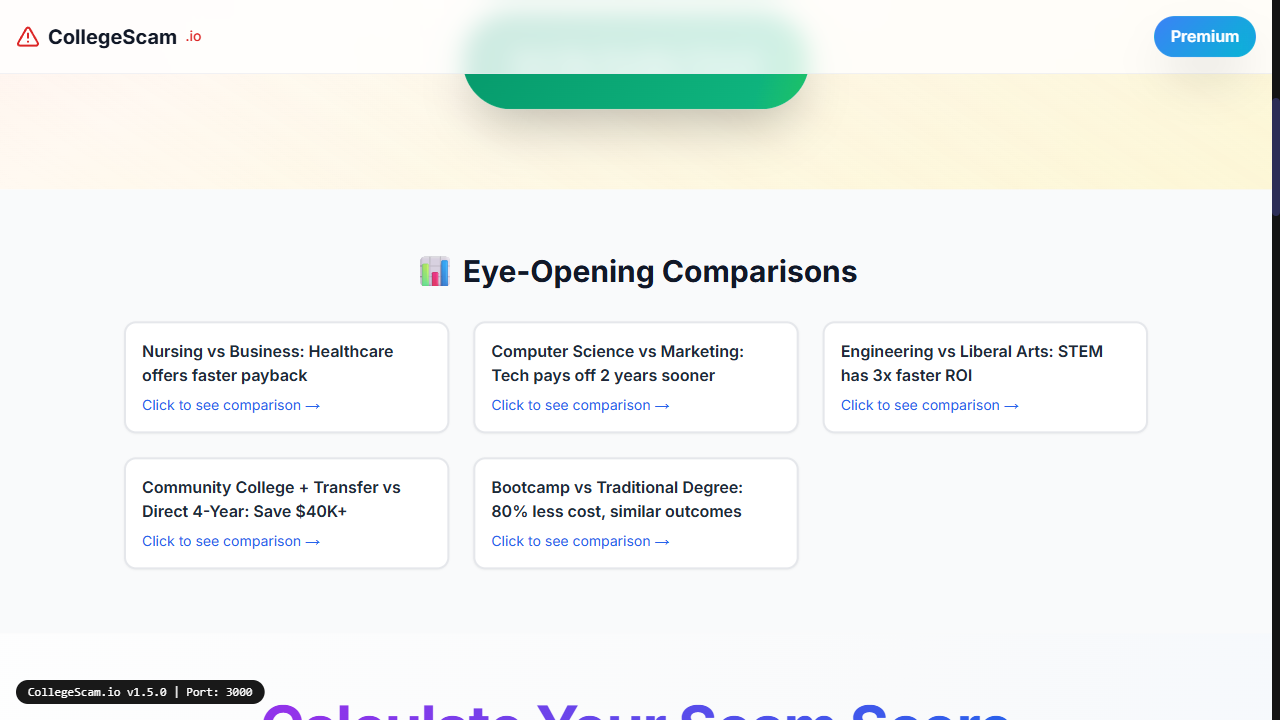 CollegeScam .io
Premium
📊 Eye-Opening Comparisons
Nursing vs Business: Healthcare
offers faster payback
Click to see comparison →
Computer Science vs Marketing:
Tech pays off 2 years sooner
Click to see comparison →
Engineering vs Liberal Arts: STEM
has 3x faster ROI
Click to see comparison →
Community College + Transfer vs
Direct 4-Year: Save $40K+
Click to see comparison →
Bootcamp vs Traditional Degree:
80% less cost, similar outcomes
Click to see comparison →
Calculate Your Scam Score
CollegeScam.io v1.5.0 | Port: 3000